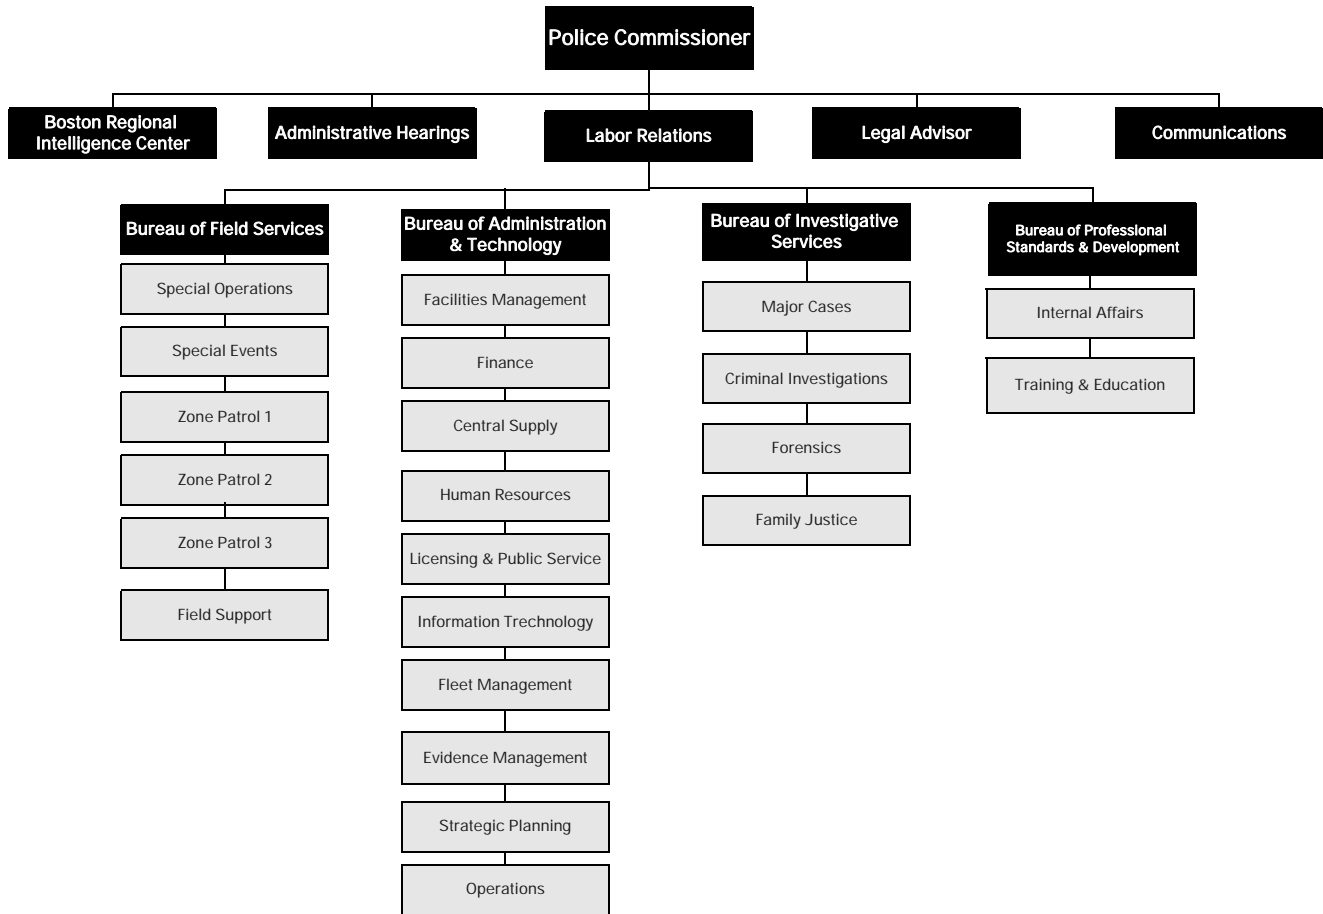 Police Commissioner
Boston Regional
Intelligence Center
Administrative Hearings
Labor Relations
Legal Advisor
Communications
Bureau of Field Services
Special Operations
Special Events
Zone Patrol 1
Zone Patrol 2
Zone Patrol 3
Field Support
Bureau of Administration
& Technology
Facilities Management
Finance
Central Supply
Human Resources
Licensing & Public Service
Information Trechnology
Fleet Management
Evidence Management
Strategic Planning
Operations
Bureau of Investigative
Services
Major Cases
Criminal Investigations
Forensics
Family Justice
Bureau of Professional
Standards & Development
Internal Affairs
Training & Education